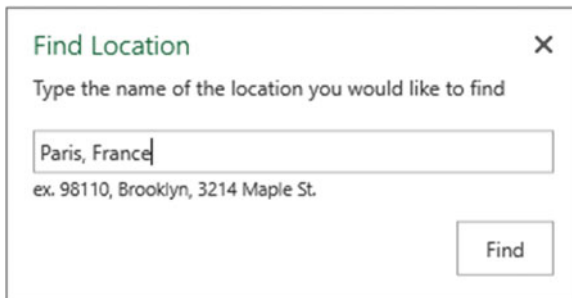 Find Location
Type the name of the location you would like to find
Paris, France
ex. 98110, Brooklyn, 3214 Maple St.
Find